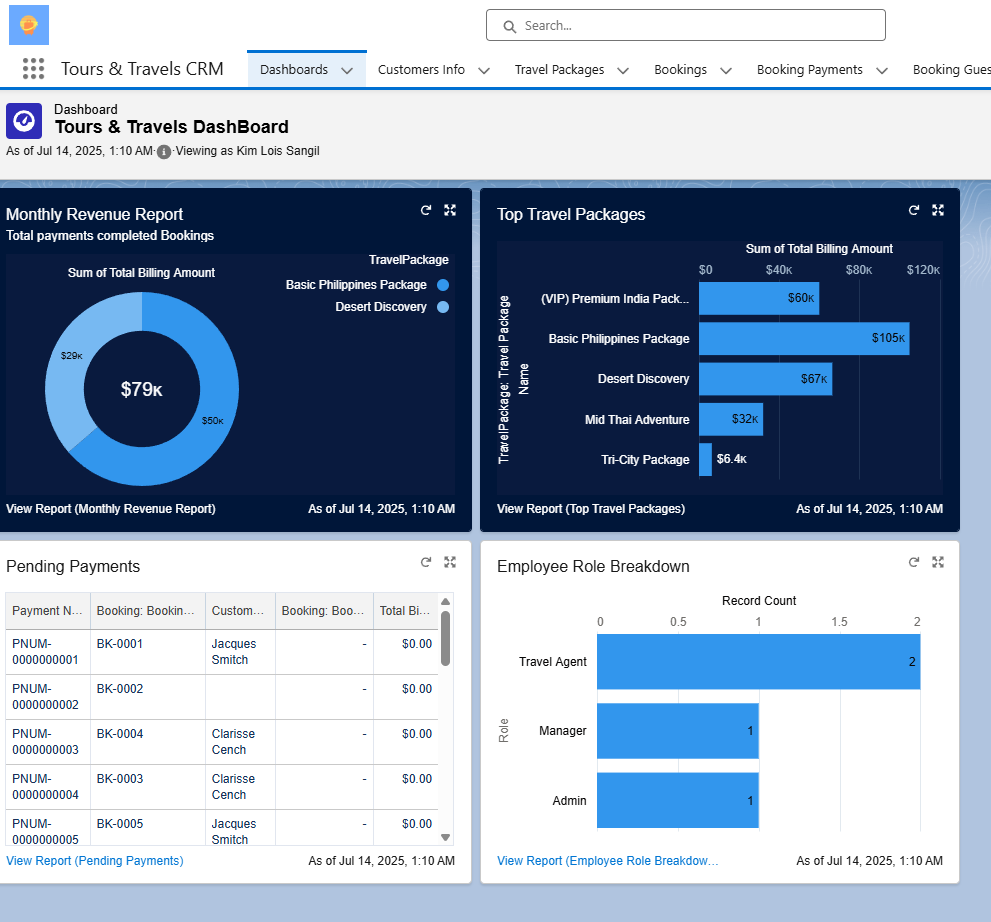 Search...
Tours & Travels CRM
Dashboards
Customers Info
Travel Packages
Bookings
Booking Payments
Booking Gues
Dashboard
Tours & Travels DashBoard
As of Jul 14, 2025, 1:10 AM·Viewing as Kim Lois Sangil
Monthly Revenue Report
Total payments completed Bookings
TravelPackage
Sum of Total Billing Amount
Basic Philippines Package
Desert Discovery
$29K
$79K
$50K
View Report (Monthly Revenue Report)
As of Jul 14, 2025, 1:10 AM
Top Travel Packages
Sum of Total Billing Amount
$0 $40K $80K $120K
TravelPackage: Travel Package
Name
(VIP) Premium India Pack... $60K
Basic Philippines Package $105K
Desert Discovery $67K
Mid Thai Adventure $32K
Tri-City Package $6.4K
View Report (Top Travel Packages)
As of Jul 14, 2025, 1:10 AM
Pending Payments
Payment N... Booking: Bookin... Custom... Booking: Boo... Total Bi...
PNUM- BK-0001 Jacques - $0.00
0000000001 Smitch
PNUM- BK-0002 - $0.00
0000000002
PNUM- BK-0004 Clarisse - $0.00
0000000003 Cench
PNUM- BK-0003 Clarisse - $0.00
0000000004 Cench
PNUM- BK-0005 Jacques - $0.00
0000000005 Smitch
View Report (Pending Payments)
As of Jul 14, 2025, 1:10 AM
Employee Role Breakdown
Record Count
0 0.5 1 1.5 2
Role
Travel Agent 2
Manager 1
Admin 1
View Report (Employee Role Breakdow...
As of Jul 14, 2025, 1:10 AM